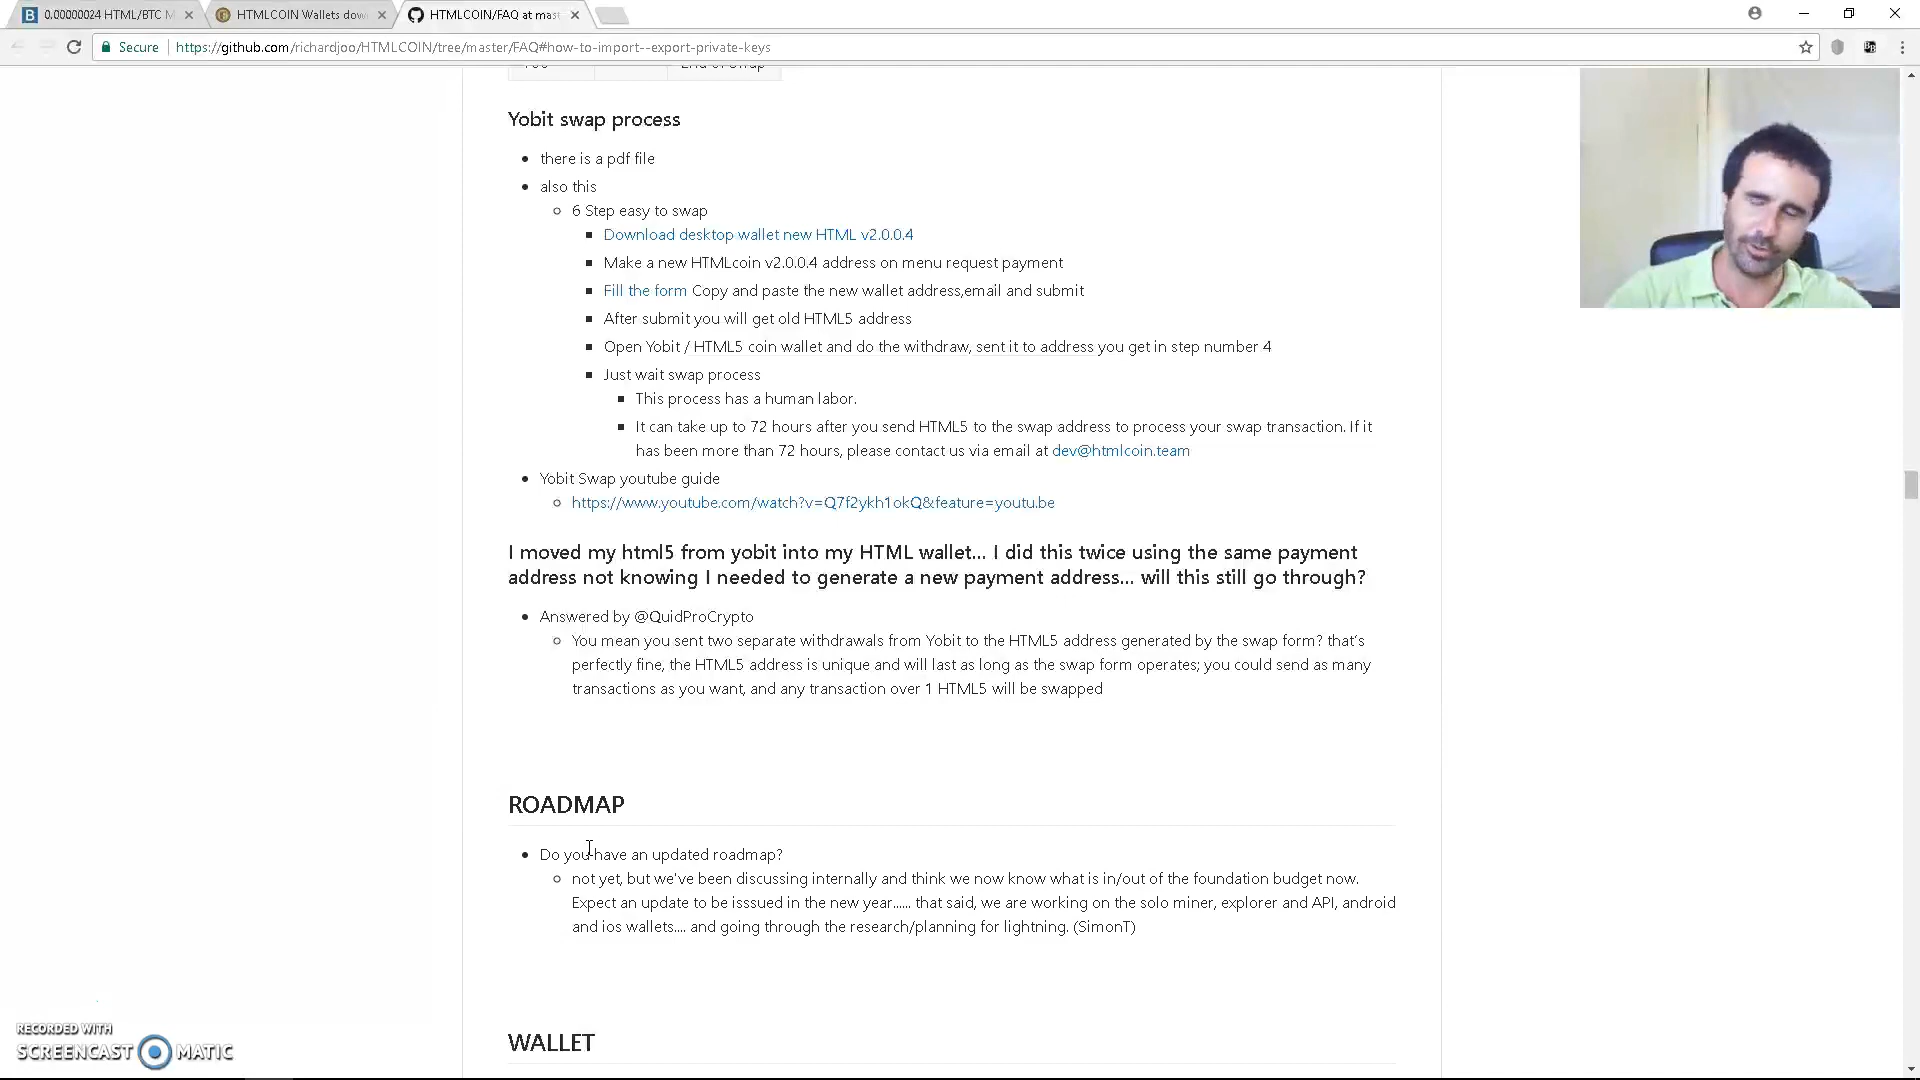 0.00000024 HTML/BTC M
HTMLCOIN Wallets dow
HTMLCOIN/FAQ at mas
Secure
https://github.com/richardjoo/HTMLCOIN/tree/master/FAQ#how-to-import--export-private-keys
Yobit swap process
there is a pdf file
also this
6 Step easy to swap
Download desktop wallet new HTML v2.0.0.4
Make a new HTMLcoin v2.0.0.4 address on menu request payment
Fill the form Copy and paste the new wallet address,email and submit
After submit you will get old HTML5 address
Open Yobit / HTML5 coin wallet and do the withdraw, sent it to address you get in step number 4
Just wait swap process
This process has a human labor.
It can take up to 72 hours after you send HTML5 to the swap address to process your swap transaction. If it
has been more than 72 hours, please contact us via email at dev@htmlcoin.team
Yobit Swap youtube guide
https://www.youtube.com/watch?v=Q7f2ykh1okQ&feature=youtu.be
I moved my html5 from yobit into my HTML wallet... I did this twice using the same payment
address not knowing I needed to generate a new payment address... will this still go through?
Answered by @QuidProCrypto
You mean you sent two separate withdrawals from Yobit to the HTML5 address generated by the swap form? that's
perfectly fine, the HTML5 address is unique and will last as long as the swap form operates; you could send as many
transactions as you want, and any transaction over 1 HTML5 will be swapped
ROADMAP
Do you have an updated roadmap?
not yet, but we've been discussing internally and think we now know what is in/out of the foundation budget now.
Expect an update to be isssued in the new year...... that said, we are working on the solo miner, explorer and API, android
and ios wallets.... and going through the research/planning for lightning. (SimonT)
WALLET
RECORDED WITH
SCREENCAST MATIC